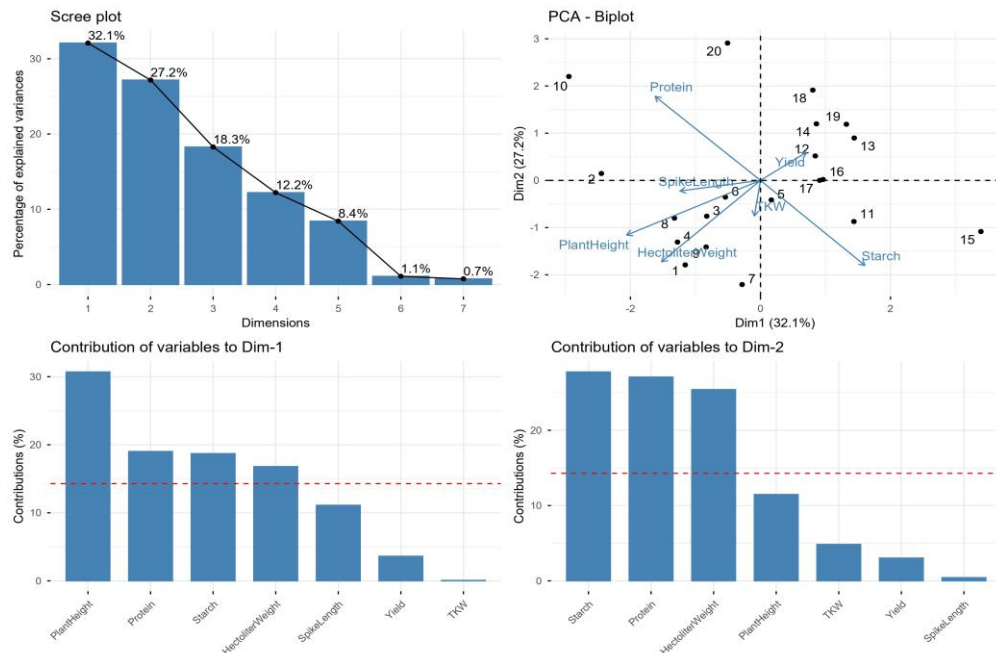 Scree plot
Percentage of explained variances
30
20
10
0
32.1%
27.2%
18.3%
12.2%
8.4%
1.1%
0.7%
1 2 3 4 5 6 7
Dimensions
PCA - Biplot
Dim2 (27.2%)
3
2
1
0
-1
-2
20
10
Protein
18
19
14
13
12
Yield
2
SpikeLength
16
17
6
5
TKW
3
8
11
PlantHeight
4
HectoliterWeight
9
Starch
15
1
7
-2 0 2
Dim1 (32.1%)
Contribution of variables to Dim-1
Contributions (%)
30
20
10
0
PlantHeight
Protein
Starch
HectoliterWeight
SpikeLength
Yield
TKW
Contribution of variables to Dim-2
Contributions (%)
20
10
0
Starch
Protein
HectoliterWeight
PlantHeight
TKW
Yield
SpikeLength